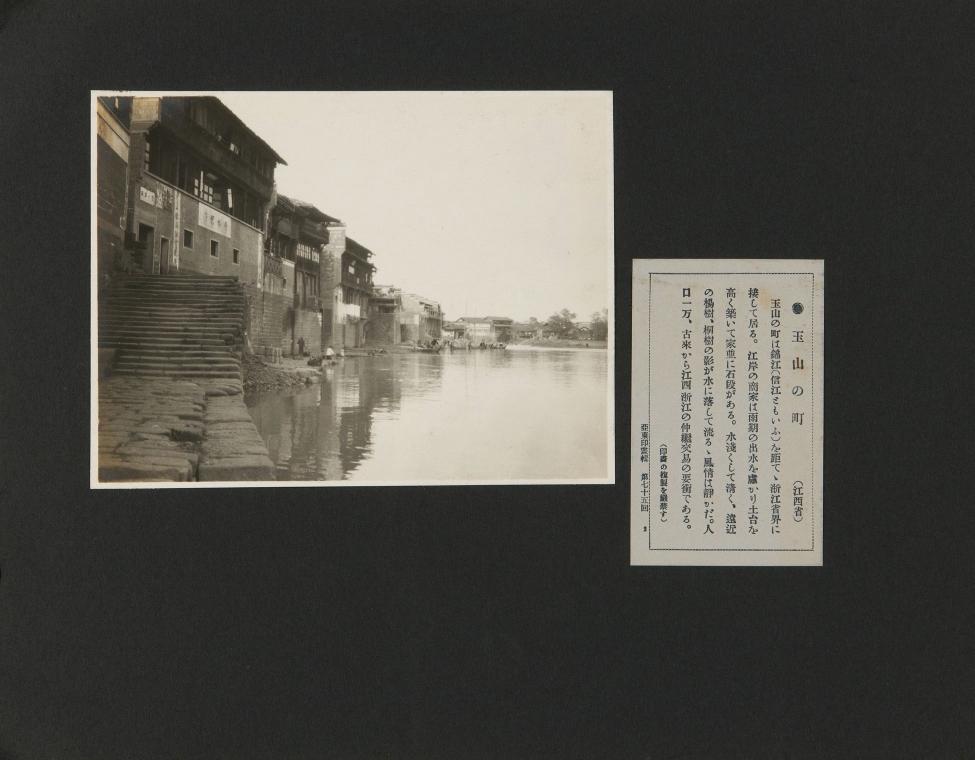 玉山の町
（江西省）
玉山の町は錦江（信江ともいふ）を距てゝ浙江省界に
接して居る。江岸の商家は雨期の出水を慮かり土台を
高く築いて家並に石段がある。水淺くして清く、遠近
の楊樹、柳樹の影が水に落して流るゝ風情は靜かだ。人
口一万、古來から江西浙江の仲繼交易の要衝である。
（印畫の複製を嚴禁す）
亞東印畫輯 第七十五回